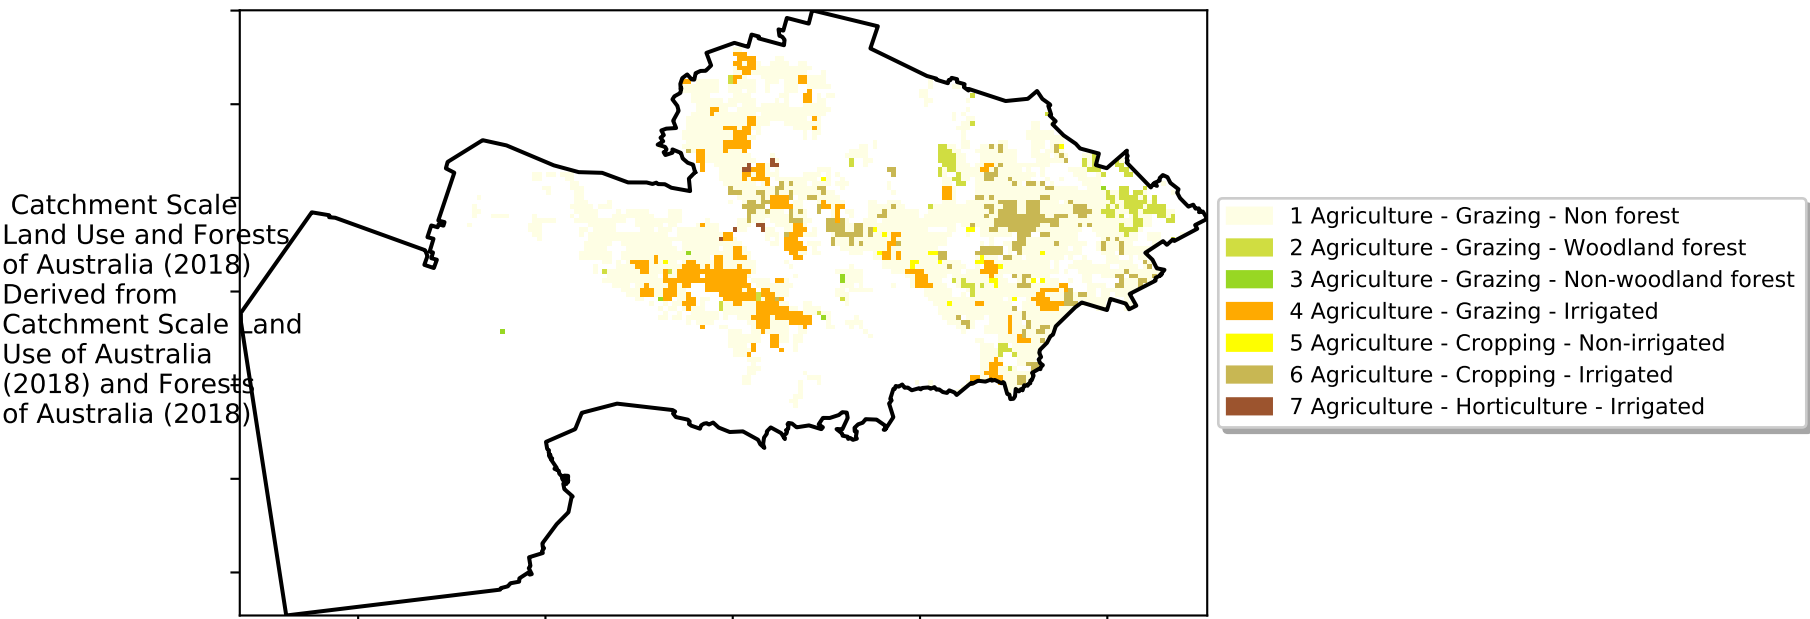 Catchment Scale
Land Use and Forests
of Australia (2018)
Derived from
Catchment Scale Land
Use of Australia
(2018) and Forests
of Australia (2018)
1 Agriculture - Grazing - Non forest
2 Agriculture - Grazing - Woodland forest
3 Agriculture - Grazing - Non-woodland forest
4 Agriculture - Grazing - Irrigated
5 Agriculture - Cropping - Non-irrigated
6 Agriculture - Cropping - Irrigated
7 Agriculture - Horticulture - Irrigated